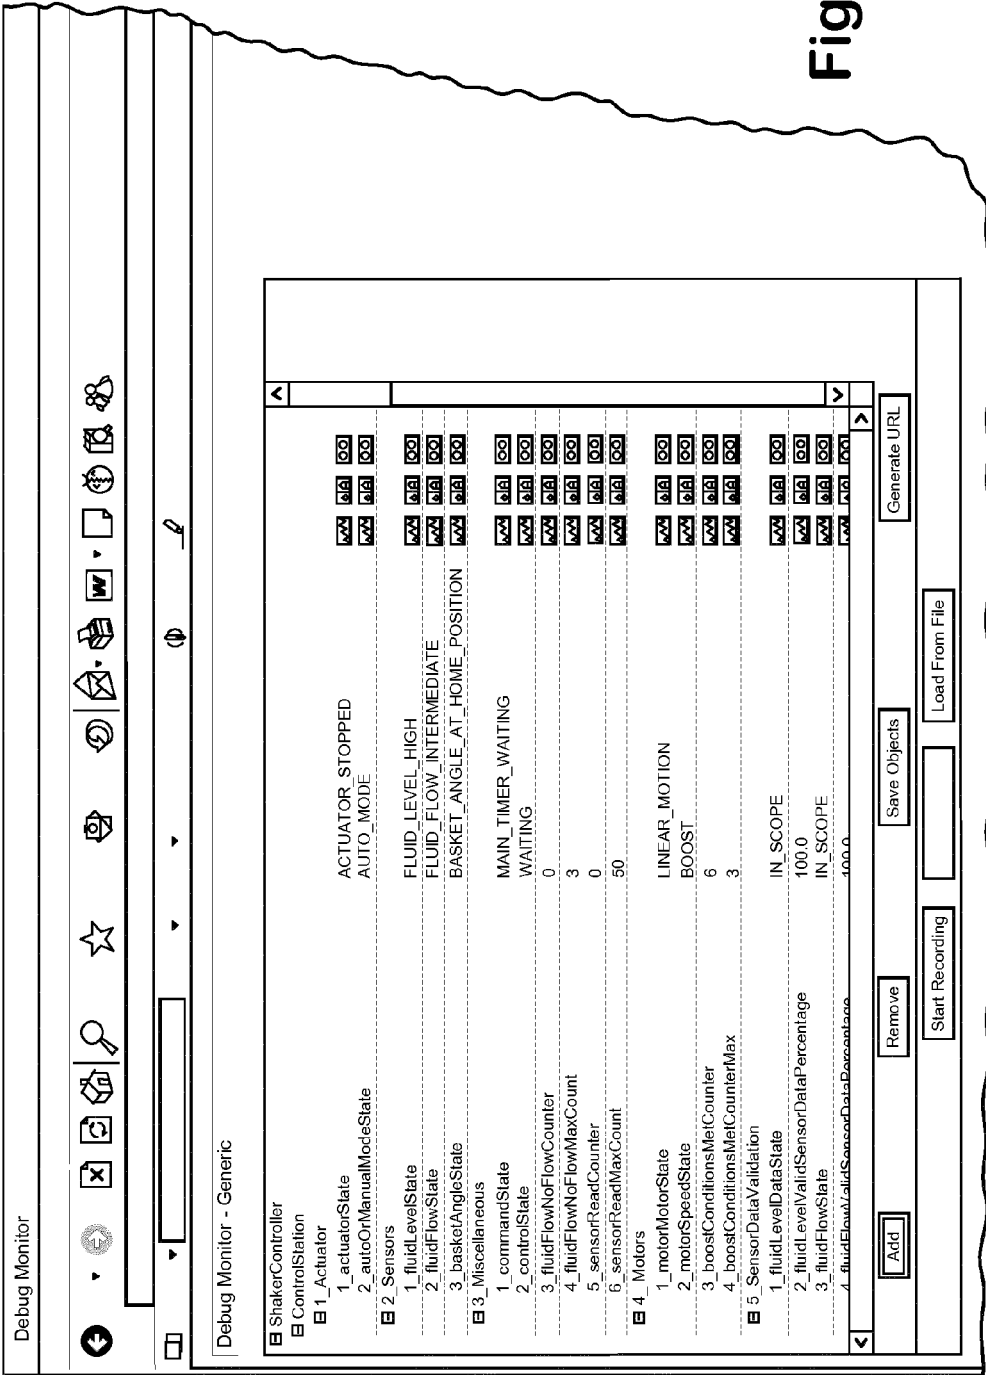 Debug Monitor
W
Debug Monitor - Generic
ShakerController
ControlStation
1_Actuator
1_actuatorState ACTUATOR_STOPPED
2_autoOrManualModeState AUTO_MODE
2_Sensors
1_fluidLevelState FLUID_LEVEL_HIGH
2_fluidFlowState FLUID_FLOW_INTERMEDIATE
3_basketAngleState BASKET_ANGLE_AT_HOME_POSITION
3_Miscellaneous
1_commandState MAIN_TIMER_WAITING
2_controlState WAITING
3_fluidFlowNoFlowCounter 0
4_fluidFlowNoFlowMaxCount 3
5_sensorReadCounter 0
6_sensorReadMaxCount 50
4_Motors
1_motorMotorState LINEAR_MOTION
2_motorSpeedState BOOST
3_boostConditionsMetCounter 6
4_boostConditionsMetCounterMax 3
5_SensorDataValidation
1_fluidLevelDataState IN_SCOPE
2_fluidLevelValidSensorDataPercentage 100.0
3_fluidFlowState IN_SCOPE
4_fluidFlowValidSensorDataPercentage 100.0
Add Remove Save Objects Generate URL
Start Recording Load From File
Fig